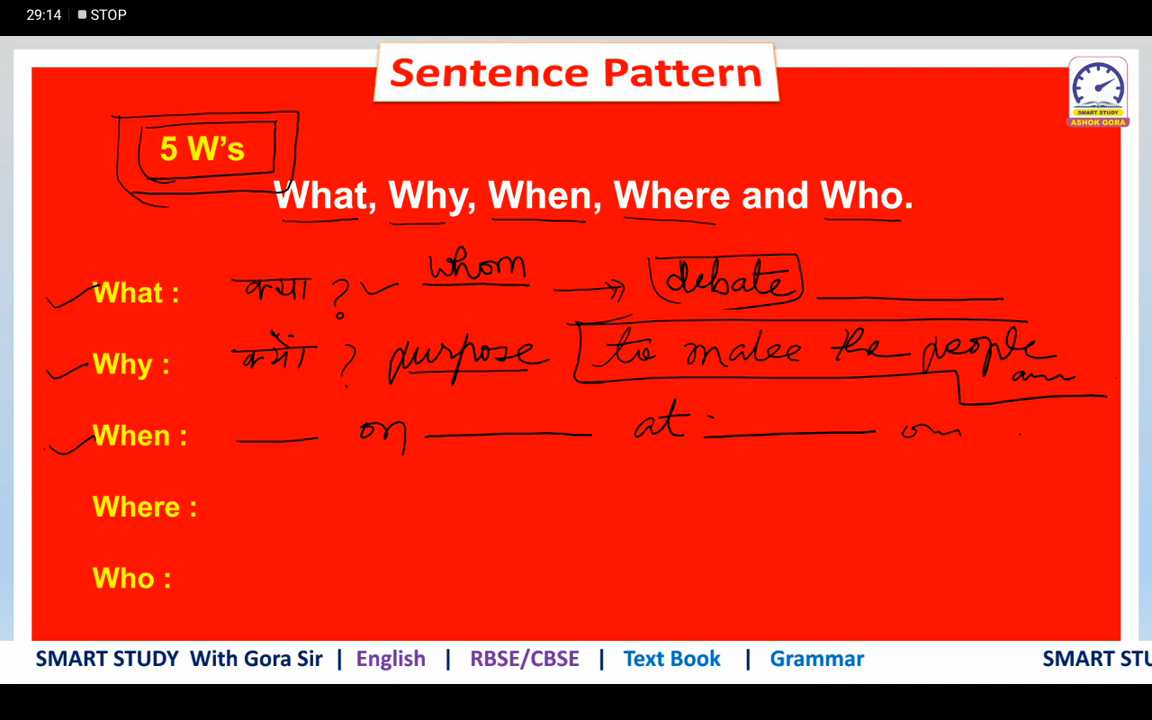 29:14 STOP
Sentence Pattern
SMART STUDY
ASHOK GORA
5 W's
What, Why, When, Where and Who.
What : क्या ? whom debate
Why : क्यों ? purpose to make the people
When : on at
Where :
Who :
SMART STUDY With Gora Sir | English | RBSE/CBSE | Text Book | Grammar SMART STU